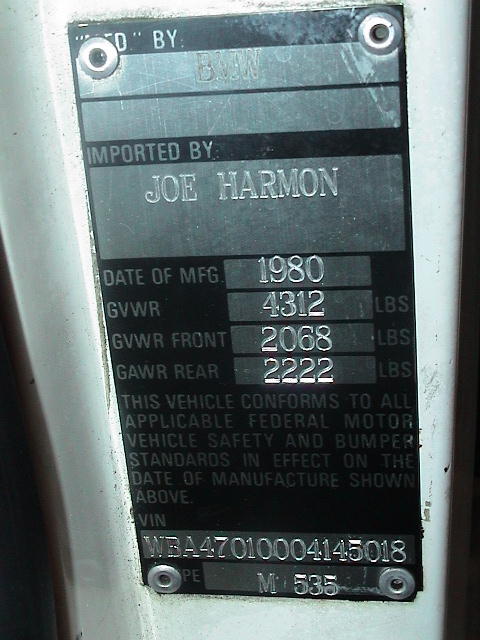 BY:
BMW
IMPORTED BY
JOE HARMON
DATE OF MFG. 1980
GVWR 4312 LBS
GVWR FRONT 2068 LBS
GAWR REAR 2222 LBS
THIS VEHICLE CONFORMS TO ALL
APPLICABLE FEDERAL MOTOR
VEHICLE SAFETY AND BUMPER
STANDARDS IN EFFECT ON THE
DATE OF MANUFACTURE SHOWN
ABOVE.
VIN
WBA47010004145018
M 535